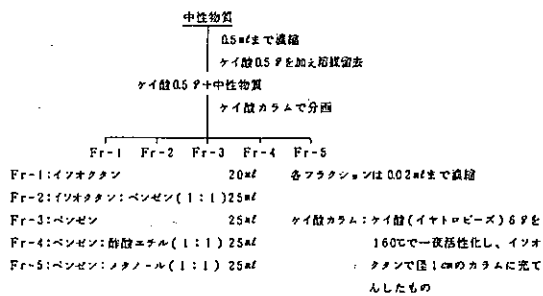 中性物質
0.5mlまで濃縮
ケイ酸0.5gを加え溶媒留去
ケイ酸0.5g+中性物質
ケイ酸カラムで分画
Fr-1 Fr-2 Fr-3 Fr-4 Fr-5
Fr-1:イソオクタン 20ml 各フラクションは0.02mlまで濃縮
Fr-2:イソオクタン:ベンゼン(1:1)25ml
Fr-3:ベンゼン 25ml ケイ酸カラム:ケイ酸(イヤトロビーズ)6gを
Fr-4:ベンゼン:酢酸エチル(1:1)25ml 160℃で一夜活性化し、イソオ
Fr-5:ベンゼン:メタノール(1:1)25ml クタンで径1cmのカラムに充て
んしたもの